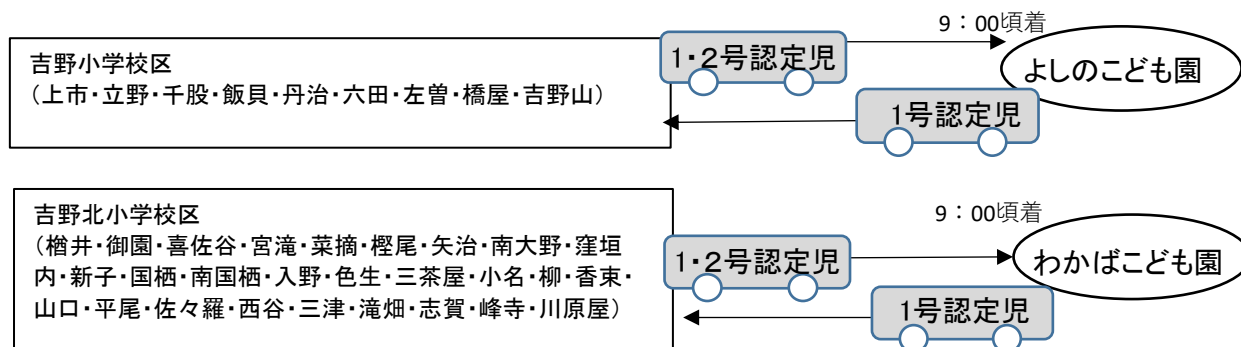 9：00頃着
吉野小学校区
（上市・立野・千股・飯貝・丹治・六田・左曽・橋屋・吉野山）
1・2号認定児
よしのこども園
1号認定児
吉野北小学校区
（楢井・御園・喜佐谷・宮滝・菜摘・樫尾・矢治・南大野・窪垣
内・新子・国栖・南国栖・入野・色生・三茶屋・小名・柳・香束・
山口・平尾・佐々羅・西谷・三津・滝畑・志賀・峰寺・川原屋）
9：00頃着
1・2号認定児
わかばこども園
1号認定児